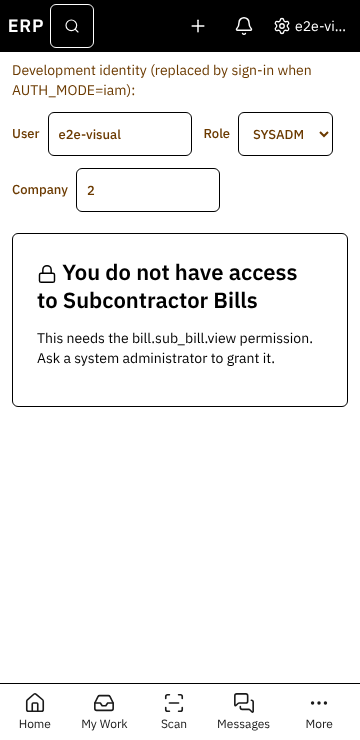 ERP
e2e-vi...
Development identity (replaced by sign-in when
AUTH_MODE=iam):
User e2e-visual Role SYSADM
Company 2
You do not have access
to Subcontractor Bills
This needs the bill.sub_bill.view permission.
Ask a system administrator to grant it.
Home My Work Scan Messages More